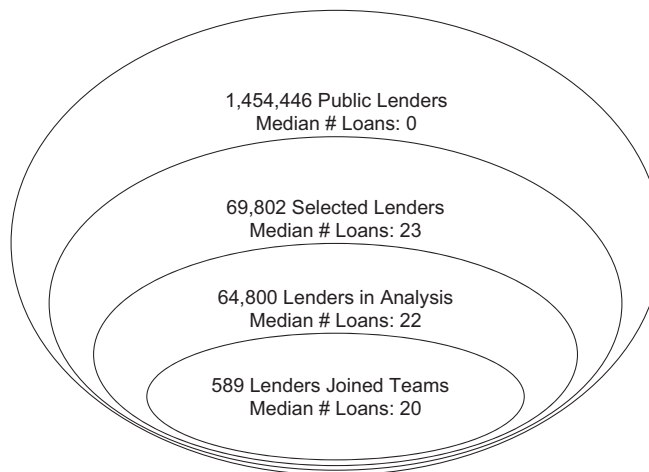 1,454,446 Public Lenders
Median # Loans: 0
69,802 Selected Lenders
Median # Loans: 23
64,800 Lenders in Analysis
Median # Loans: 22
589 Lenders Joined Teams
Median # Loans: 20